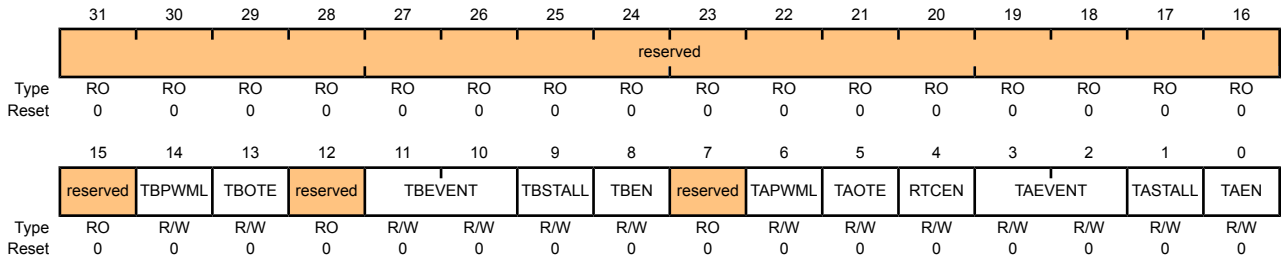 31 30 29 28 27 26 25 24 23 22 21 20 19 18 17 16
reserved
Type RO RO RO RO RO RO RO RO RO RO RO RO RO RO RO RO
Reset 0 0 0 0 0 0 0 0 0 0 0 0 0 0 0 0
15 14 13 12 11 10 9 8 7 6 5 4 3 2 1 0
reserved TBPWML TBOTE reserved TBEVENT TBSTALL TBEN reserved TAPWML TAOTE RTCEN TAEVENT TASTALL TAEN
Type RO R/W R/W RO R/W R/W R/W R/W RO R/W R/W R/W R/W R/W R/W R/W
Reset 0 0 0 0 0 0 0 0 0 0 0 0 0 0 0 0